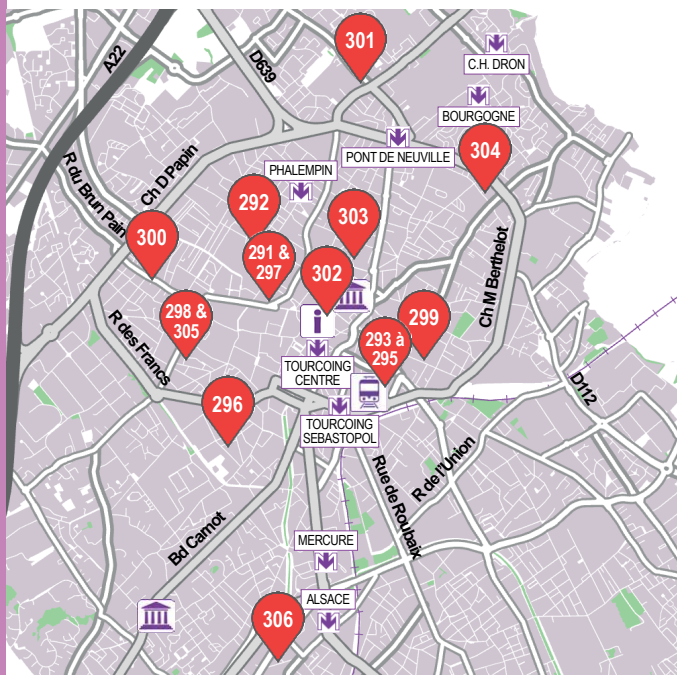 301
A22
D639
C.H. DRON
BOURGOGNE
R du Brun Pain
Ch D Papin
PONT DE NEUVILLE
304
PHALEMPIN
292
303
300
291 &
297
302
Ch M Berthelot
298 &
305
i
299
293 à
295
R des Francs
TOURCOING
CENTRE
D112
296
TOURCOING
SEBASTOPOL
R de l'Union
Rue de Roubaix
Bd Carnot
MERCURE
ALSACE
306